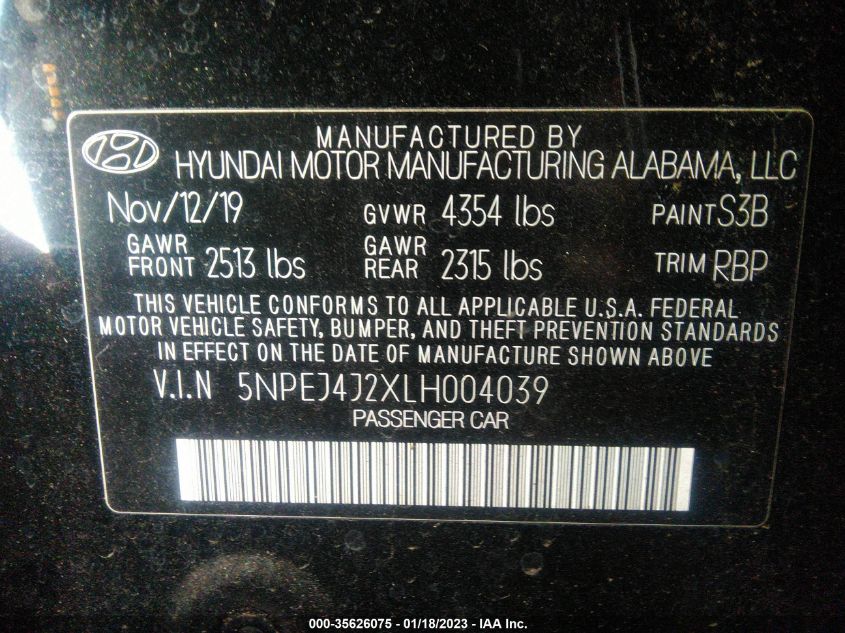 MANUFACTURED BY
HYUNDAI MOTOR MANUFACTURING ALABAMA, LLC
Nov/12/19 GVWR 4354 lbs PAINT S3B
GAWR FRONT 2513 lbs GAWR REAR 2315 lbs TRIM RBP
THIS VEHICLE CONFORMS TO ALL APPLICABLE U.S.A. FEDERAL
MOTOR VEHICLE SAFETY, BUMPER, AND THEFT PREVENTION STANDARDS
IN EFFECT ON THE DATE OF MANUFACTURE SHOWN ABOVE
V.I.N 5NPEJ4J2XLH004039
PASSENGER CAR
000-35626075 - 01/18/2023 - IAA Inc.